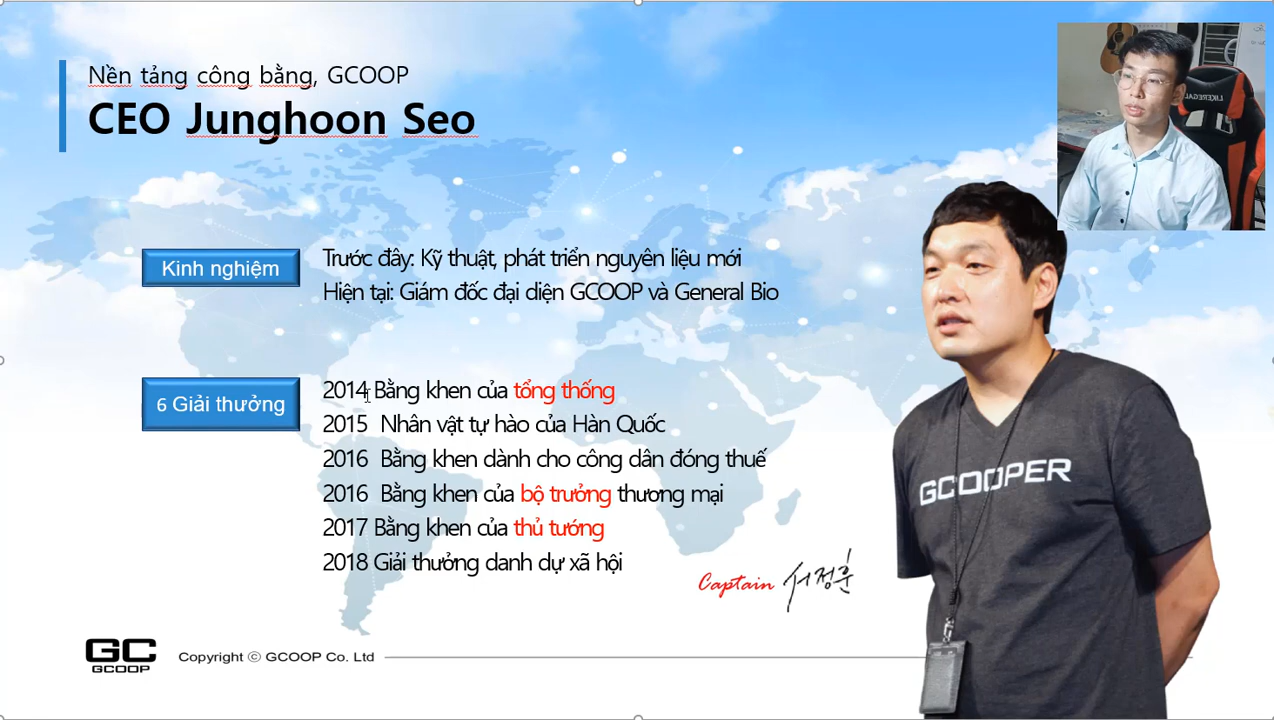 Nền tảng công bằng, GCOOP
CEO Junghoon Seo
Kinh nghiệm
Trước đây: Kỹ thuật, phát triển nguyên liệu mới
Hiện tại: Giám đốc đại diện GCOOP và General Bio
6 Giải thưởng
2014 Bằng khen của tổng thống
2015 Nhân vật tự hào của Hàn Quốc
2016 Bằng khen dành cho công dân đóng thuế
2016 Bằng khen của bộ trưởng thương mại
2017 Bằng khen của thủ tướng
2018 Giải thưởng danh dự xã hội
Captain 서정훈
GCOOPER
GC
GCOOP
Copyright ⓒ GCOOP Co. Ltd